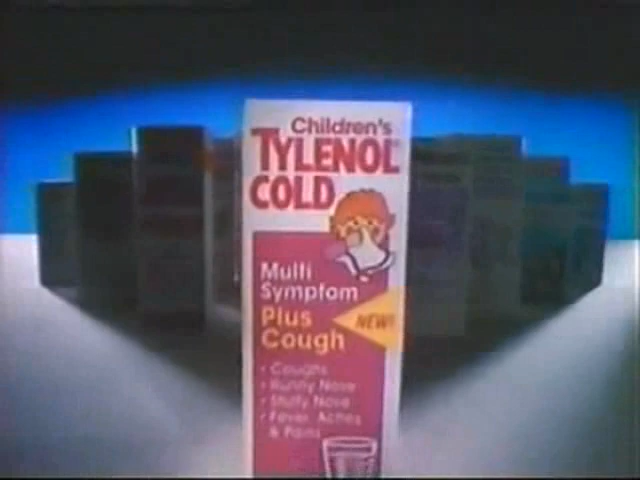 Children's
TYLENOL®
COLD
Multi
Symptom
Plus
Cough
NEW!
• Coughs
• Runny Nose
• Stuffy Nose
• Fever, Aches
& Pains